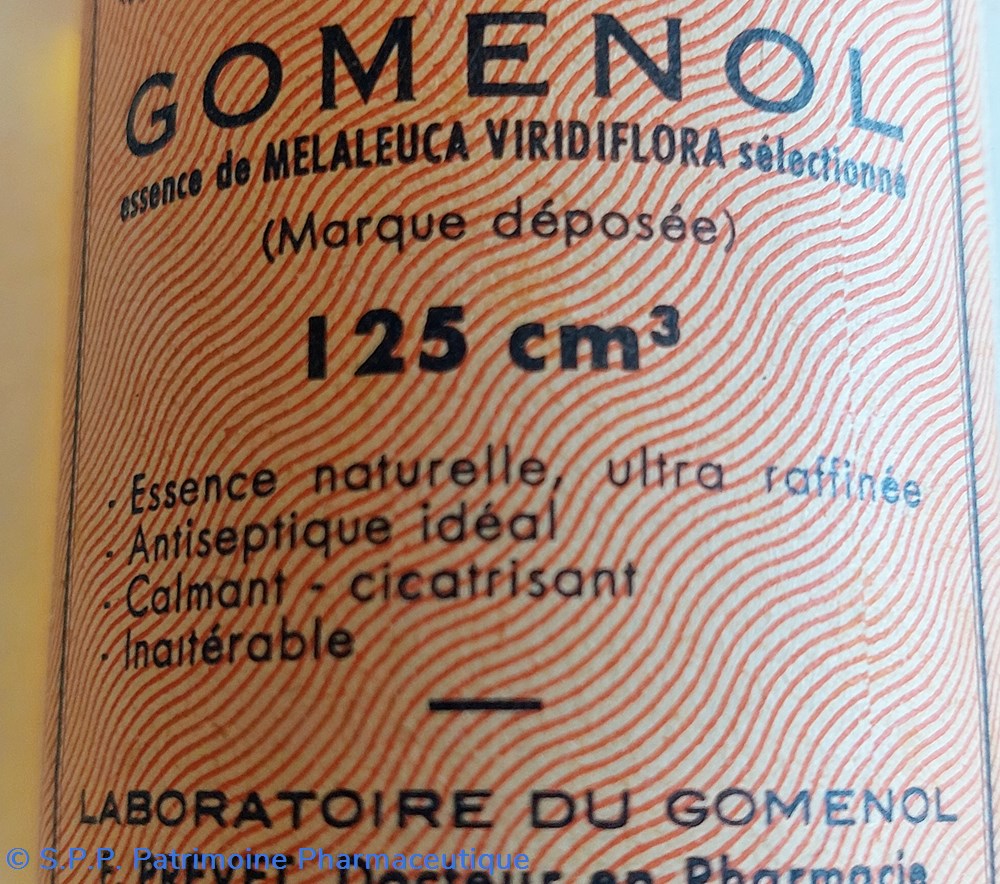 GOMENOL
essence de MELALEUCA VIRIDIFLORA sélectionné
(Marque déposée)
125 cm³
. Essence naturelle, ultra raffinée
. Antiseptique idéal
. Calmant - cicatrisant
. Inaltérable
LABORATOIRE DU GOMENOL
© S.P.P. Patrimoine Pharmaceutique
F. PREVET Docteur en Pharmacie